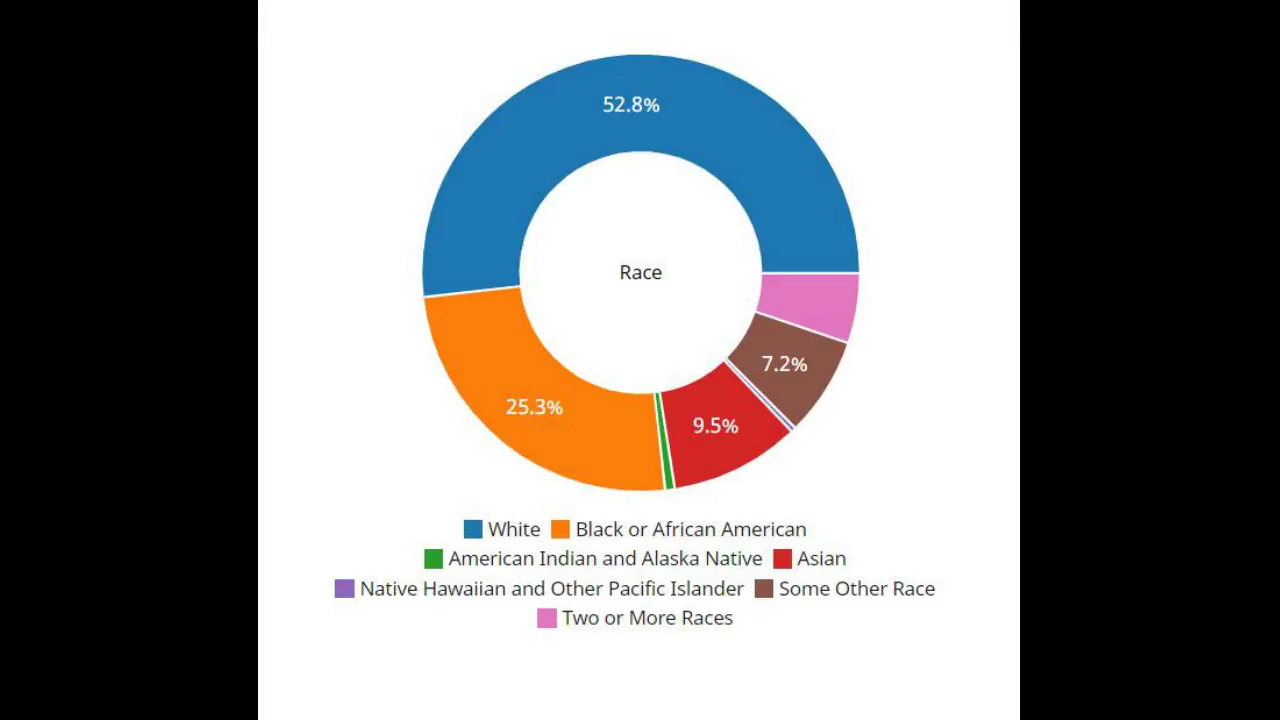 52.8%
Race
7.2%
25.3%
9.5%
White Black or African American
American Indian and Alaska Native Asian
Native Hawaiian and Other Pacific Islander Some Other Race
Two or More Races